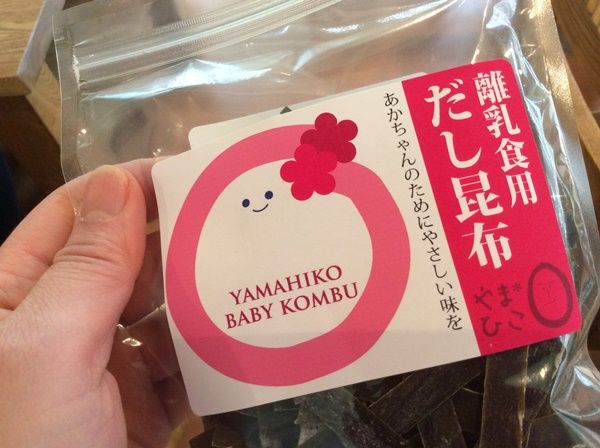 離乳食用
だし昆布
あかちゃんのためにやさしい味を
YAMAHIKO
BABY KOMBU
やま*
ひこ